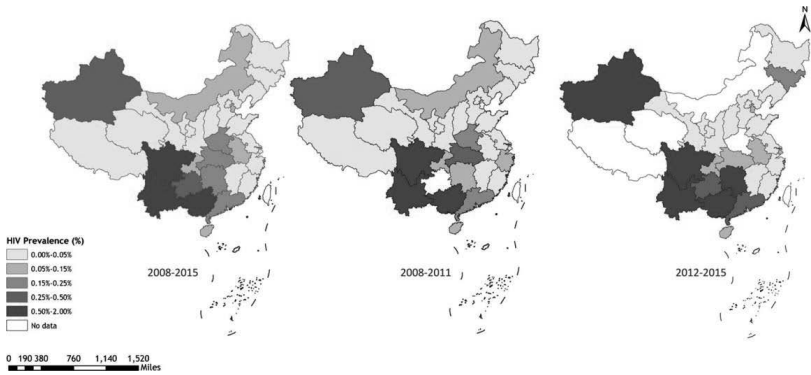 N
HIV Prevalence (%)
0.00%-0.05%
0.05%-0.15%
0.15%-0.25%
0.25%-0.50%
0.50%-2.00%
No data
2008-2015
2008-2011
2012-2015
0 190 380 760 1,140 1,520
Miles